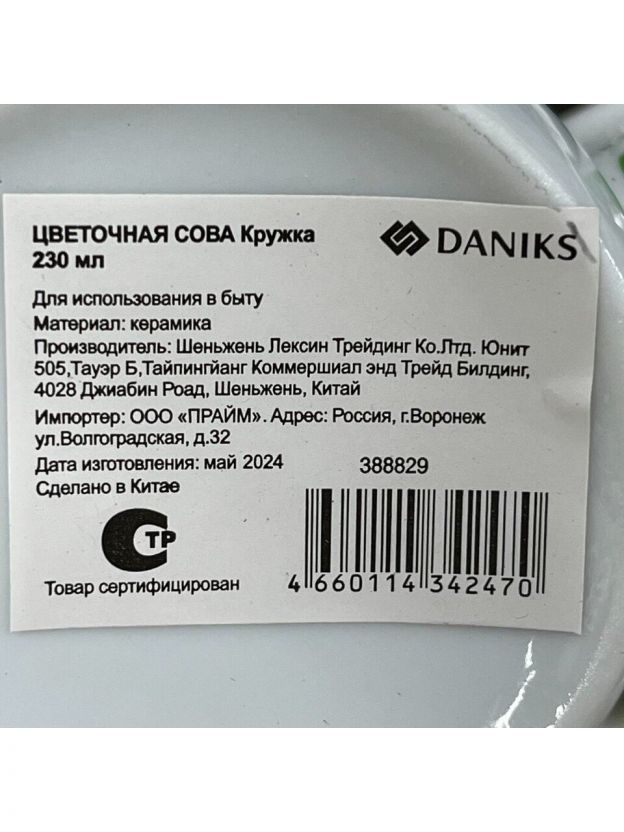 ЦВЕТОЧНАЯ СОВА Кружка
230 мл
DANIKS
Для использования в быту
Материал: керамика
Производитель: Шеньжень Лексин Трейдинг Ко.Лтд. Юнит
505,Тауэр Б,Тайпингйанг Коммершиал энд Трейд Билдинг,
4028 Джиабин Роад, Шеньжень, Китай
Импортер: ООО «ПРАЙМ». Адрес: Россия, г.Воронеж
ул.Волгоградская, д.32
Дата изготовления: май 2024
388829
Сделано в Китае
СТР
Товар сертифицирован
4 660114 342470